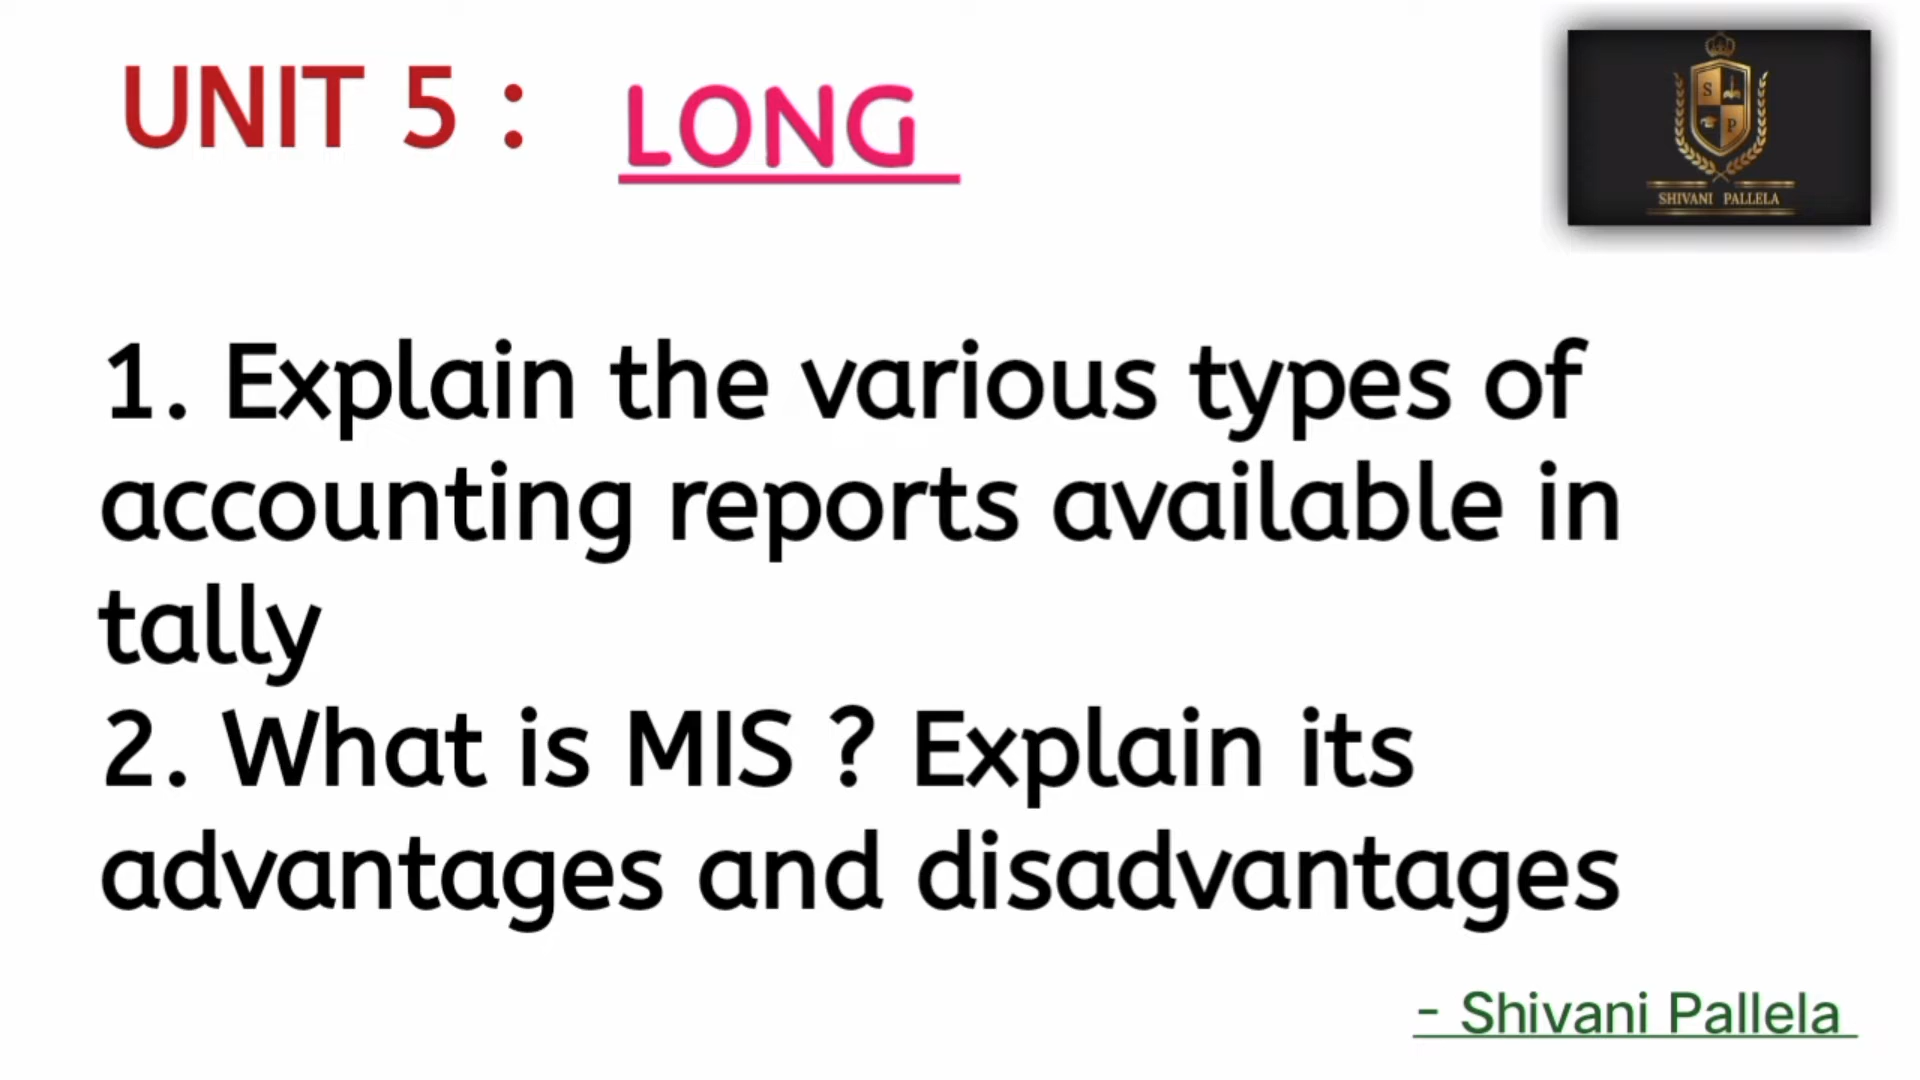 UNIT 5 : LONG
S
P
SHIVANI PALLELA
1. Explain the various types of
accounting reports available in
tally
2. What is MIS ? Explain its
advantages and disadvantages
- Shivani Pallela